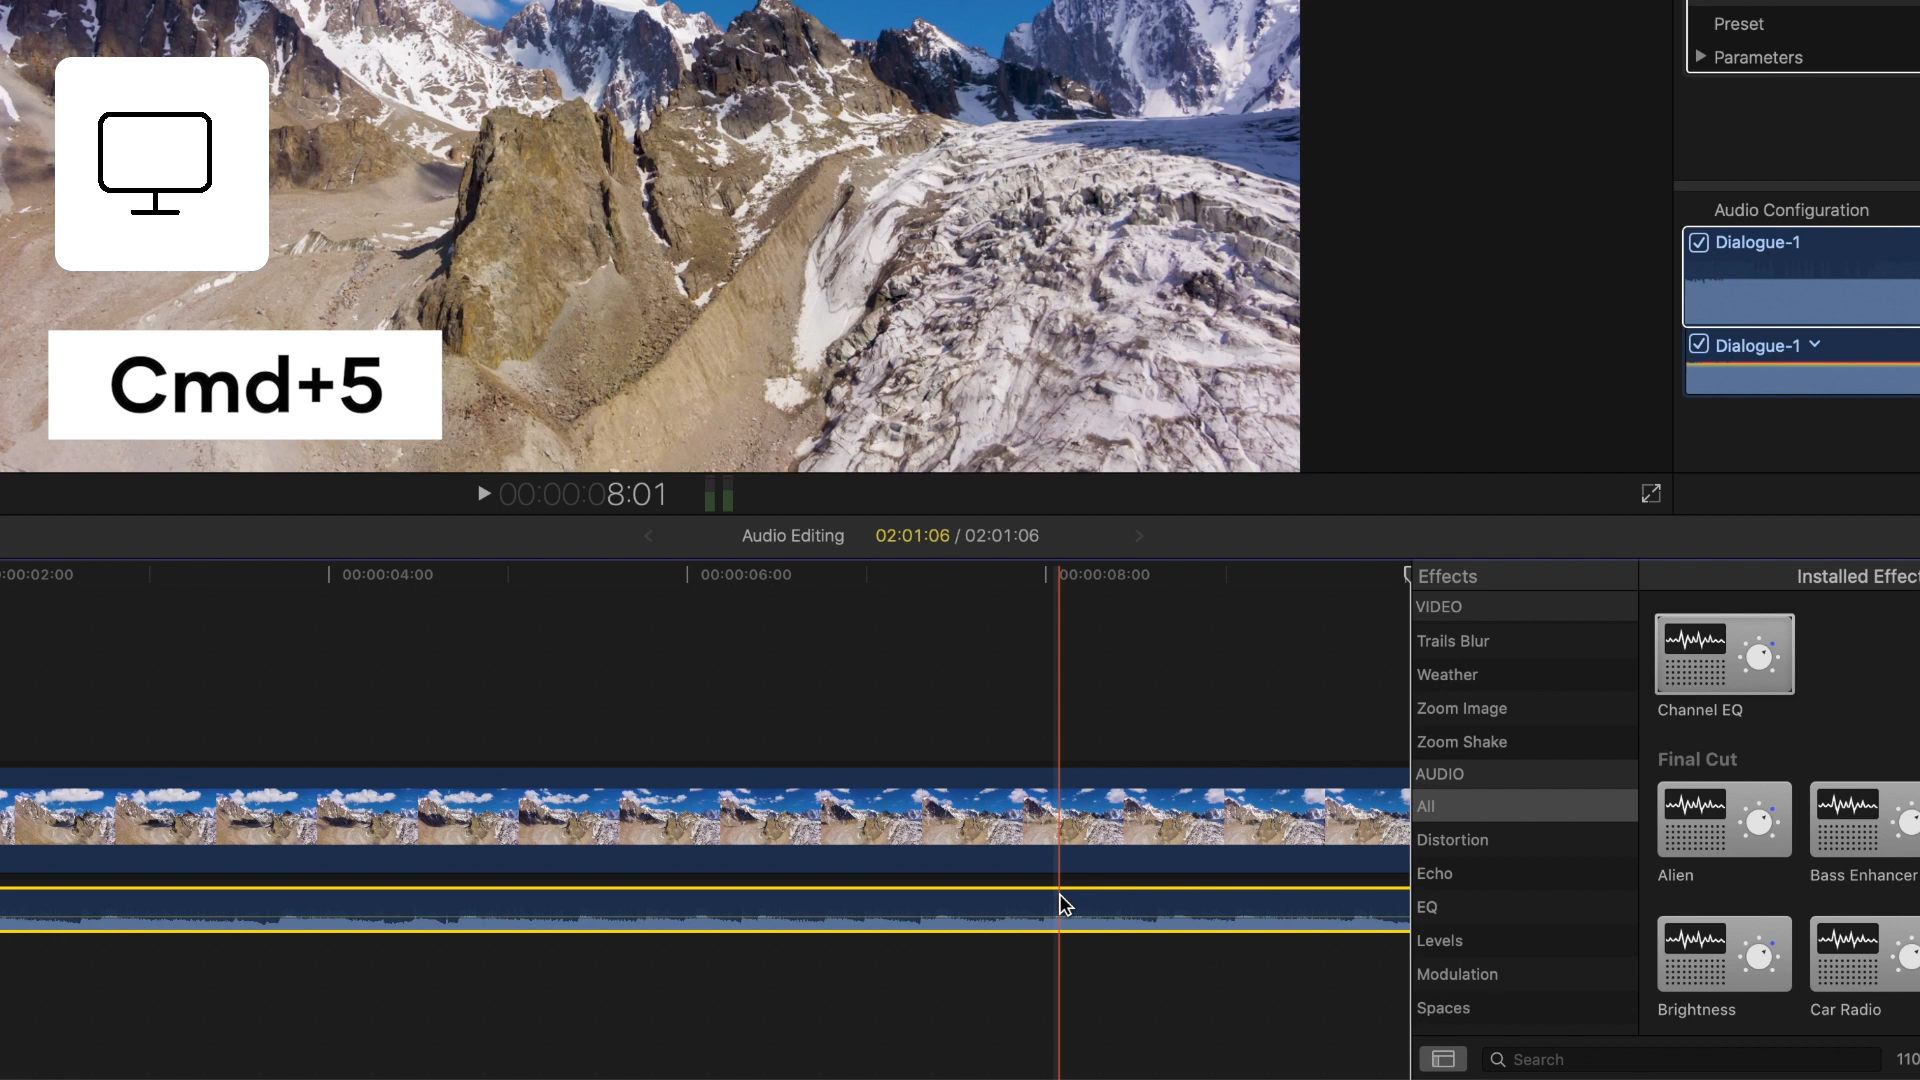 Preset
Parameters
Audio Configuration
Dialogue-1
Dialogue-1
Cmd+5
00:00:08:01
Audio Editing 02:01:06 / 02:01:06
:00:02:00 00:00:04:00 00:00:06:00 00:00:08:00
Effects
VIDEO
Trails Blur
Weather
Zoom Image
Zoom Shake
AUDIO
All
Distortion
Echo
EQ
Levels
Modulation
Spaces
Installed Effect
Channel EQ
Final Cut
Alien Bass Enhancer
Brightness Car Radio
Search 110